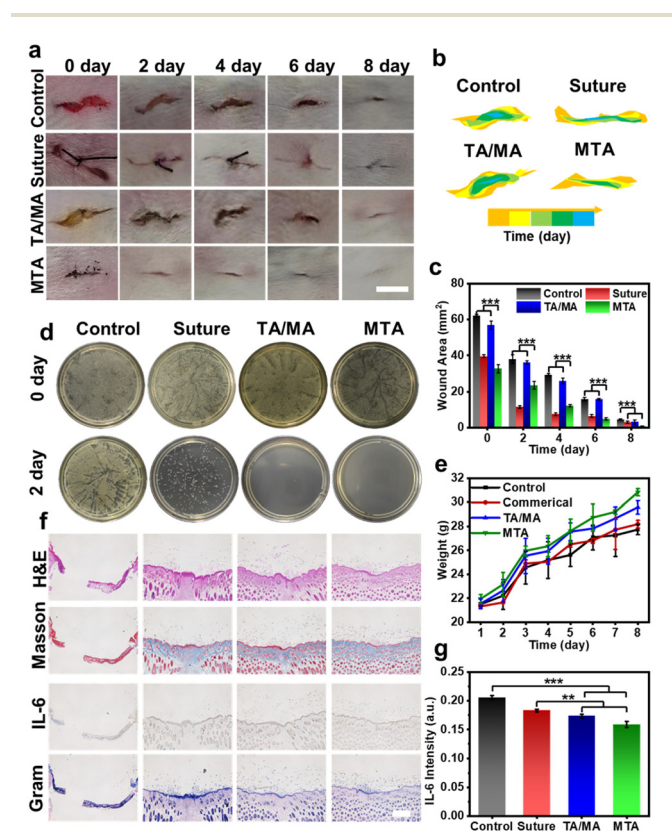 a
0 day 2 day 4 day 6 day 8 day
Control
Suture
TA/MA
MTA
b
Control Suture
TA/MA MTA
Time (day)
c
Wound Area (mm²)
80
60
40
20
0
Control Suture
TA/MA MTA
*** *** *** *** ***
0 2 4 6 8
Time (day)
d
Control Suture TA/MA MTA
0 day
2 day
e
Weight (g)
32
30
28
26
24
22
20
Control
Commerical
TA/MA
MTA
1 2 3 4 5 6 7 8
Time (day)
f
H&E
Masson
IL-6
Gram
g
IL-6 Intensity (a.u.)
0.25
0.20
0.15
0.10
0.05
0.00
***
**
Control Suture TA/MA MTA